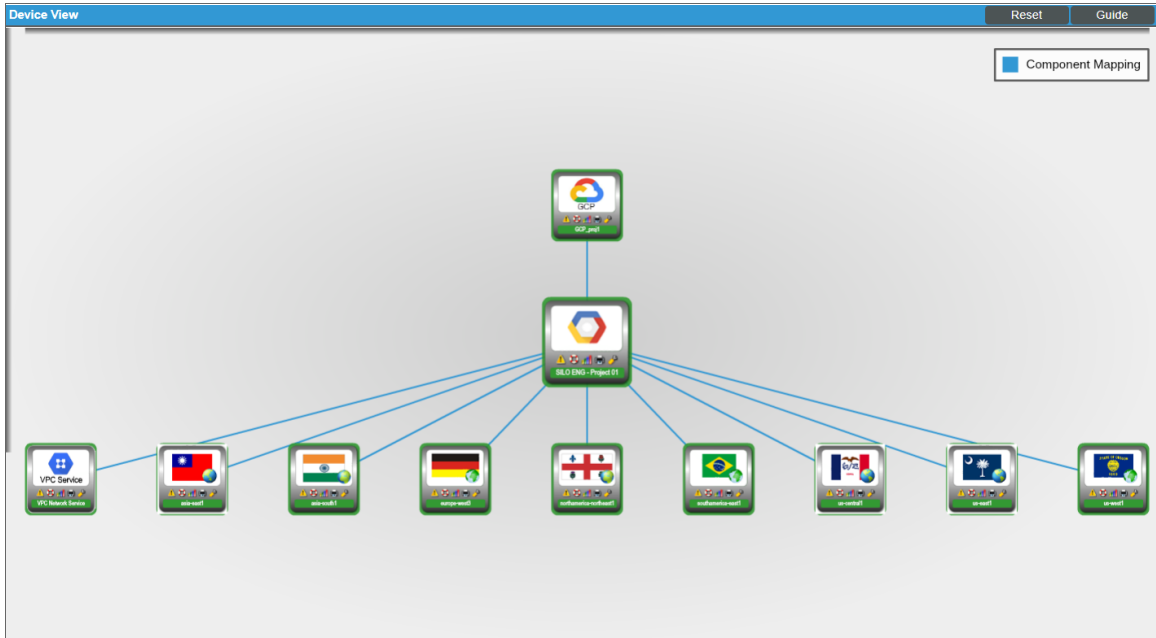 Device View
Reset
Guide
Component Mapping
GCP
GCP_proj1
SILO ENG - Project 01
VPC Service
VPC Network Service
asia-east1
asia-south1
europe-west3
northamerica-northeast1
southamerica-east1
us-central1
us-east1
us-west1